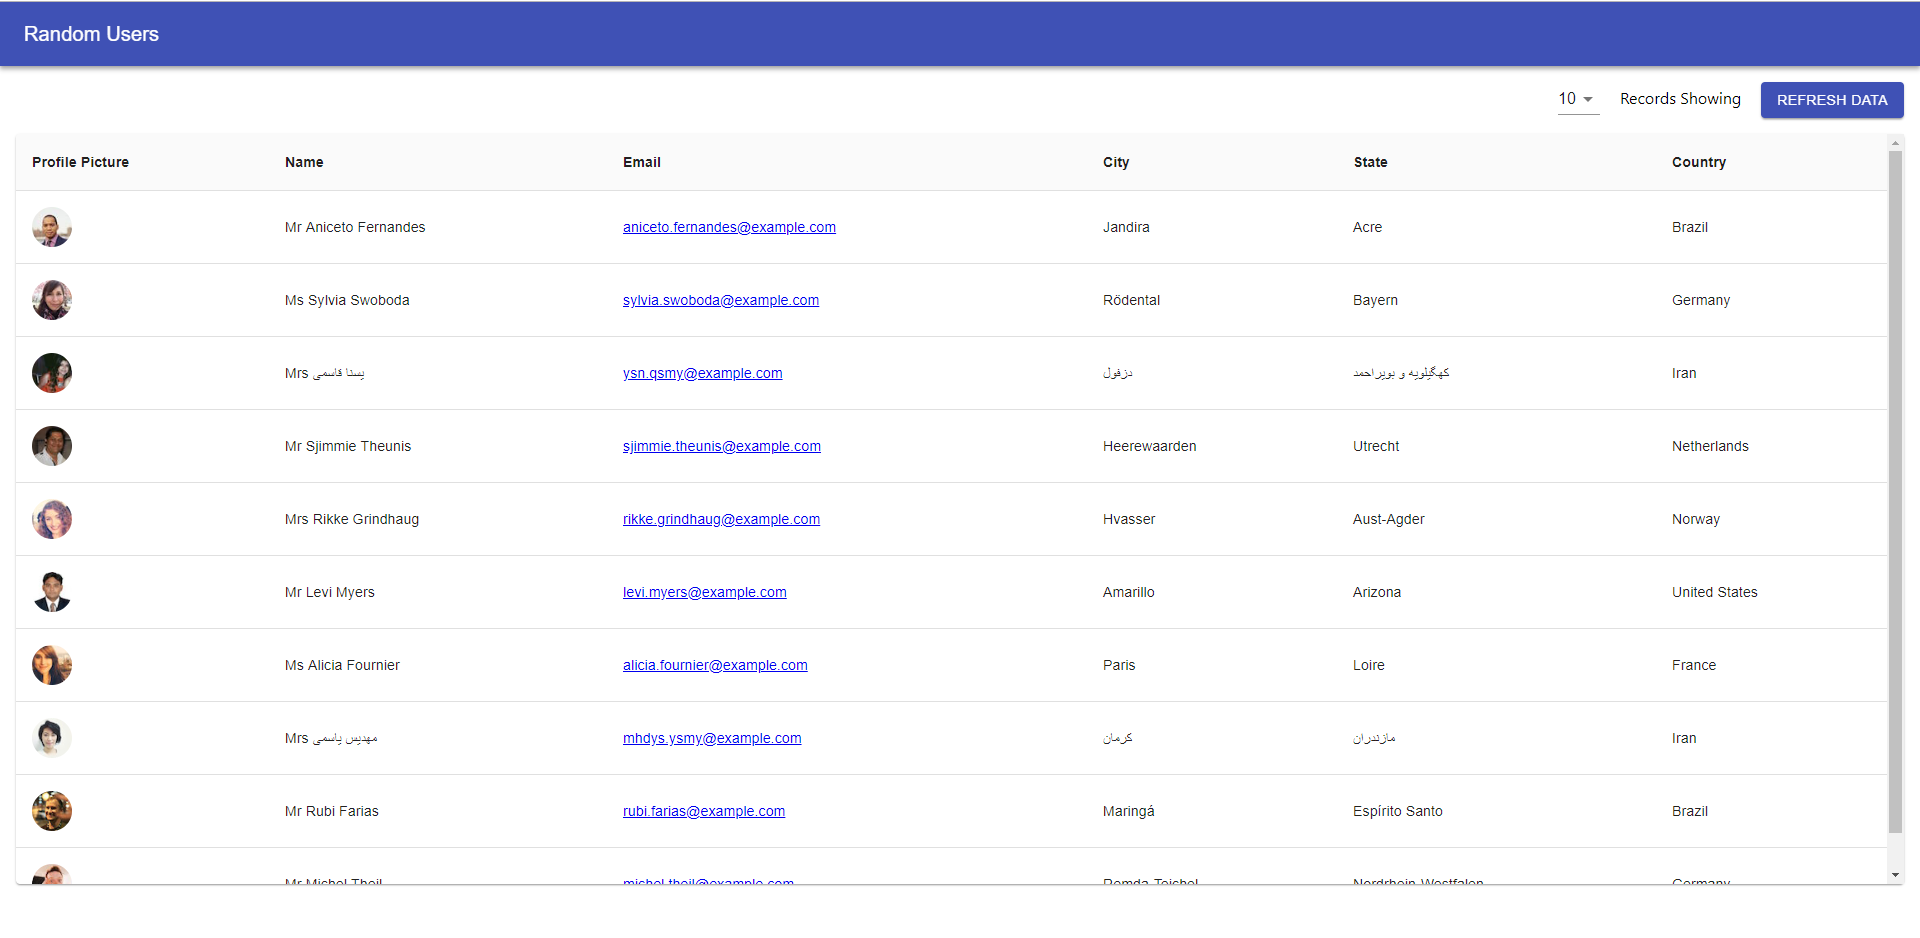 Random Users
10 Records Showing REFRESH DATA
Profile Picture Name Email City State Country
Mr Aniceto Fernandes aniceto.fernandes@example.com Jandira Acre Brazil
Ms Sylvia Swoboda sylvia.swoboda@example.com Rödental Bayern Germany
Mrs یسنا قاسمی ysn.qsmy@example.com دزفول کهگیلویه و بویراحمد Iran
Mr Sjimmie Theunis sjimmie.theunis@example.com Heerewaarden Utrecht Netherlands
Mrs Rikke Grindhaug rikke.grindhaug@example.com Hvasser Aust-Agder Norway
Mr Levi Myers levi.myers@example.com Amarillo Arizona United States
Ms Alicia Fournier alicia.fournier@example.com Paris Loire France
Mrs مهدیس یاسمی mhdys.ysmy@example.com کرمان مازندران Iran
Mr Rubi Farias rubi.farias@example.com Maringá Espírito Santo Brazil
Mr Michel Theil michel.theil@example.com Nordrhein-Westfalen Germany